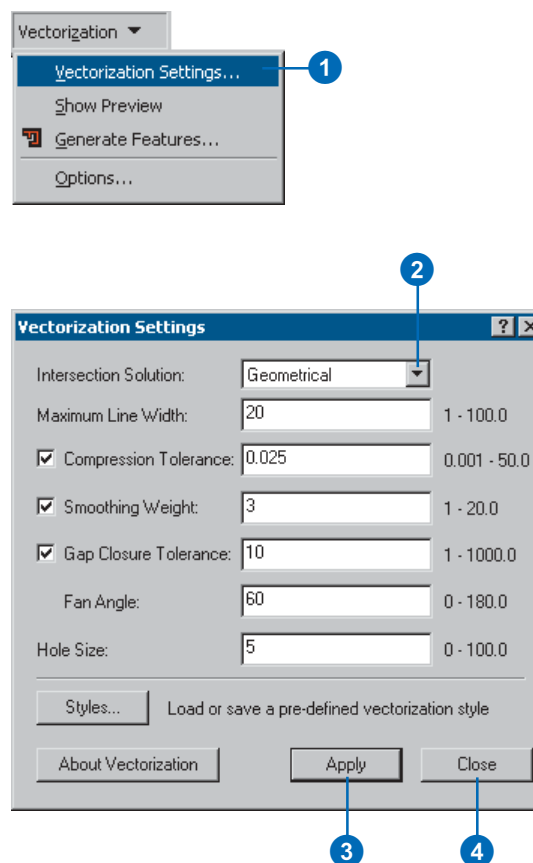 Vectorization
Vectorization Settings... 1
Show Preview
Generate Features...
Options...
2
Vectorization Settings ? X
Intersection Solution: Geometrical
Maximum Line Width: 20 1 - 100.0
Compression Tolerance: 0.025 0.001 - 50.0
Smoothing Weight: 3 1 - 20.0
Gap Closure Tolerance: 10 1 - 1000.0
Fan Angle: 60 0 - 180.0
Hole Size: 5 0 - 100.0
Styles... Load or save a pre-defined vectorization style
About Vectorization Apply Close
3 4